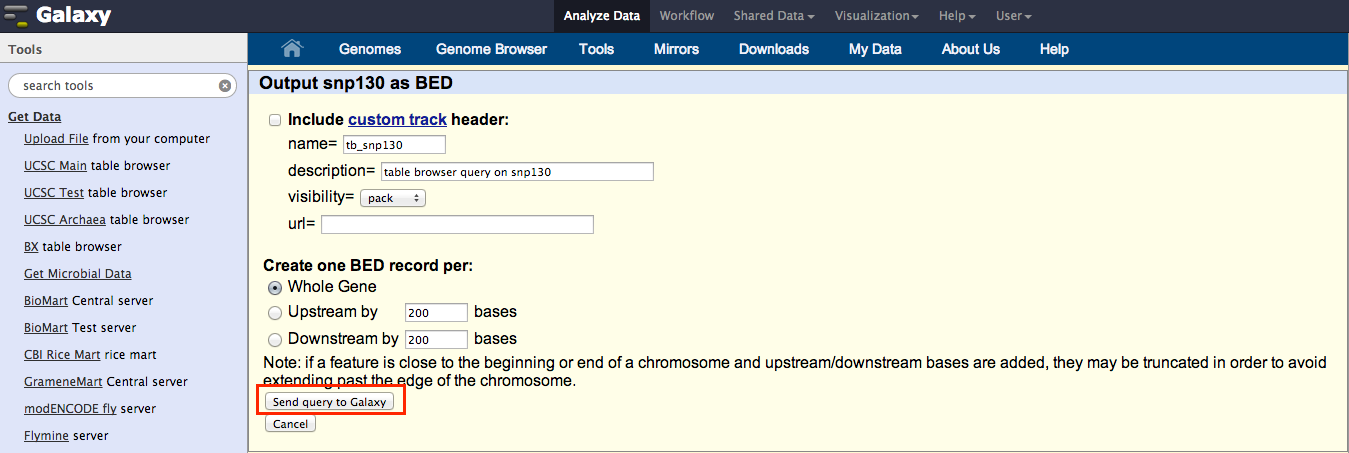 Galaxy
Analyze Data Workflow Shared Data Visualization Help User
Tools
search tools
Get Data
Upload File from your computer
UCSC Main table browser
UCSC Test table browser
UCSC Archaea table browser
BX table browser
Get Microbial Data
BioMart Central server
BioMart Test server
CBI Rice Mart rice mart
GrameneMart Central server
modENCODE fly server
Flymine server
Genomes Genome Browser Tools Mirrors Downloads My Data About Us Help
Output snp130 as BED
Include custom track header:
name= tb_snp130
description= table browser query on snp130
visibility= pack
url=
Create one BED record per:
Whole Gene
Upstream by 200 bases
Downstream by 200 bases
Note: if a feature is close to the beginning or end of a chromosome and upstream/downstream bases are added, they may be truncated in order to avoid
extending past the edge of the chromosome.
Send query to Galaxy
Cancel